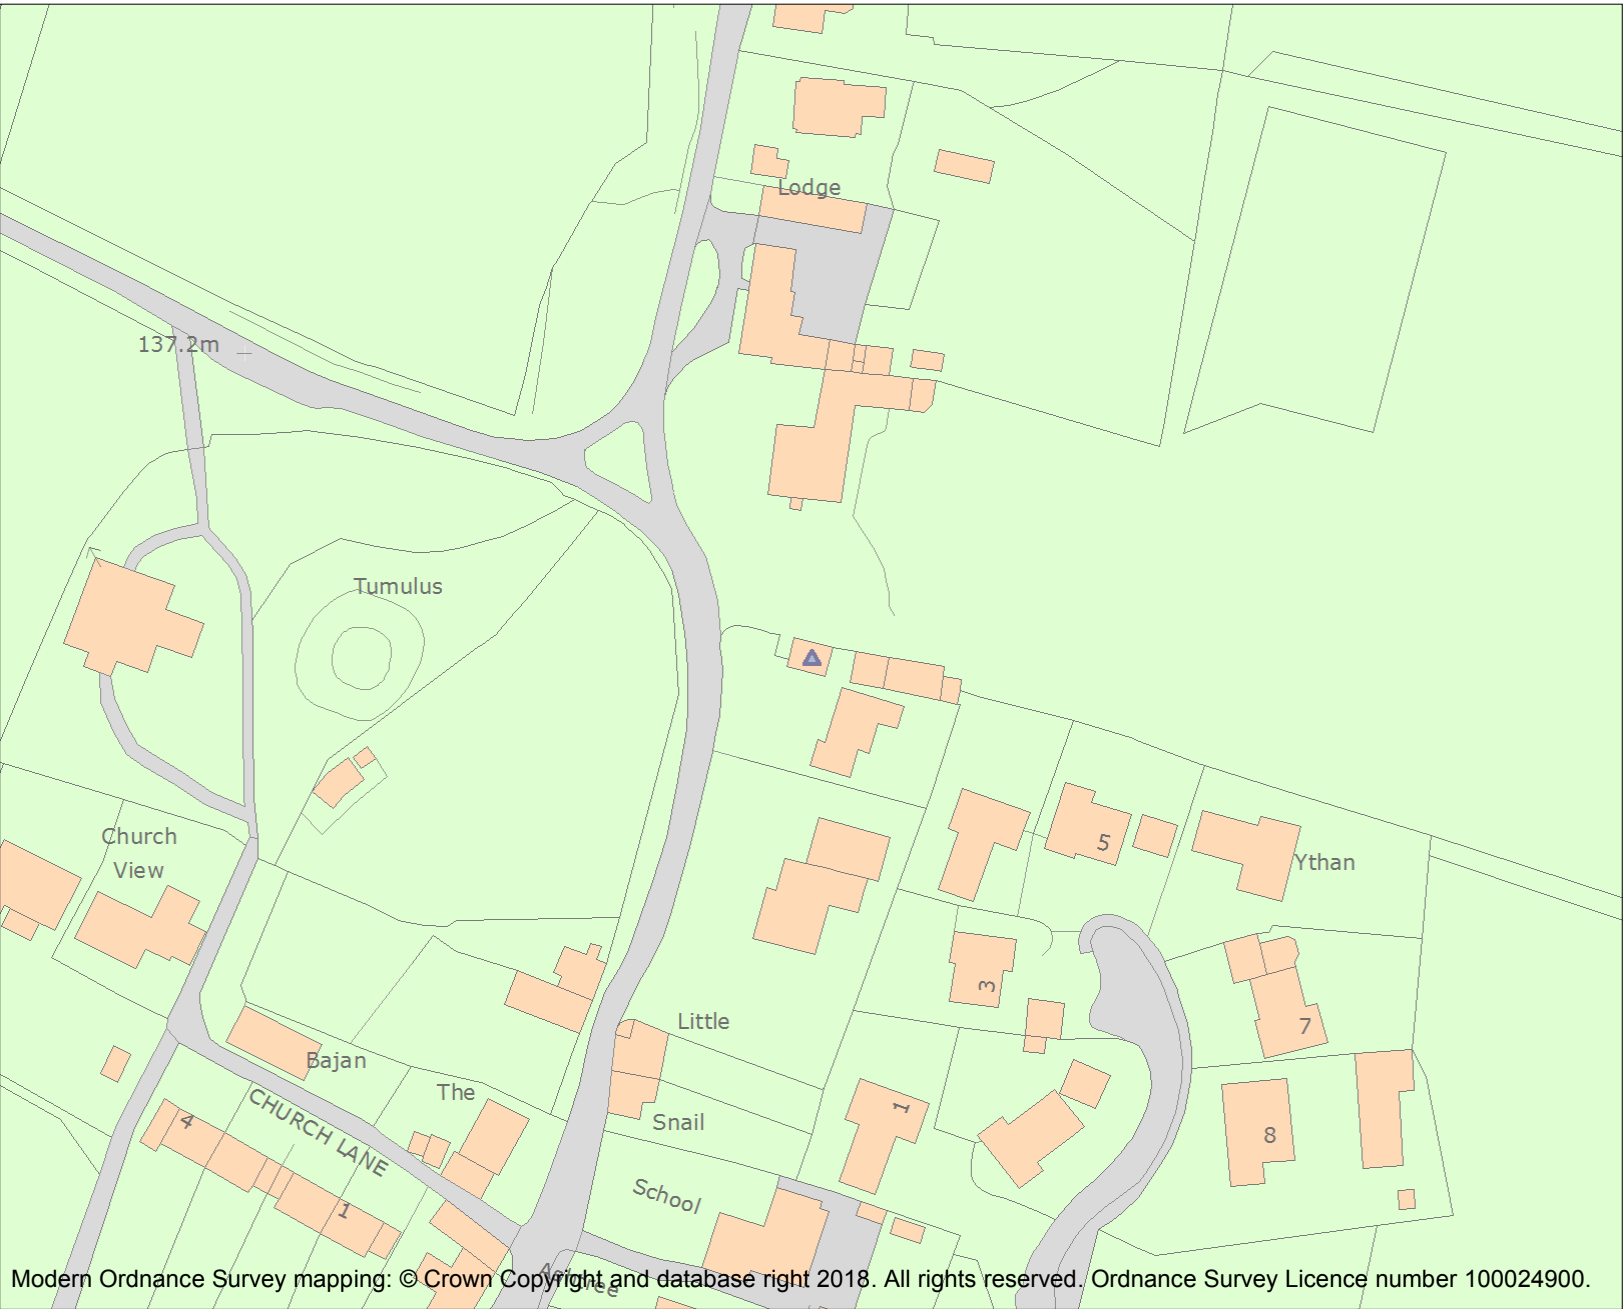 Lodge
137.2m
Tumulus
Church
View
5
Ythan
3
Little
7
Bajan
The
1
4
CHURCH LANE
Snail
8
School
1
Modern Ordnance Survey mapping: © Crown Copyright and database right 2018. All rights reserved. Ordnance Survey Licence number 100024900.